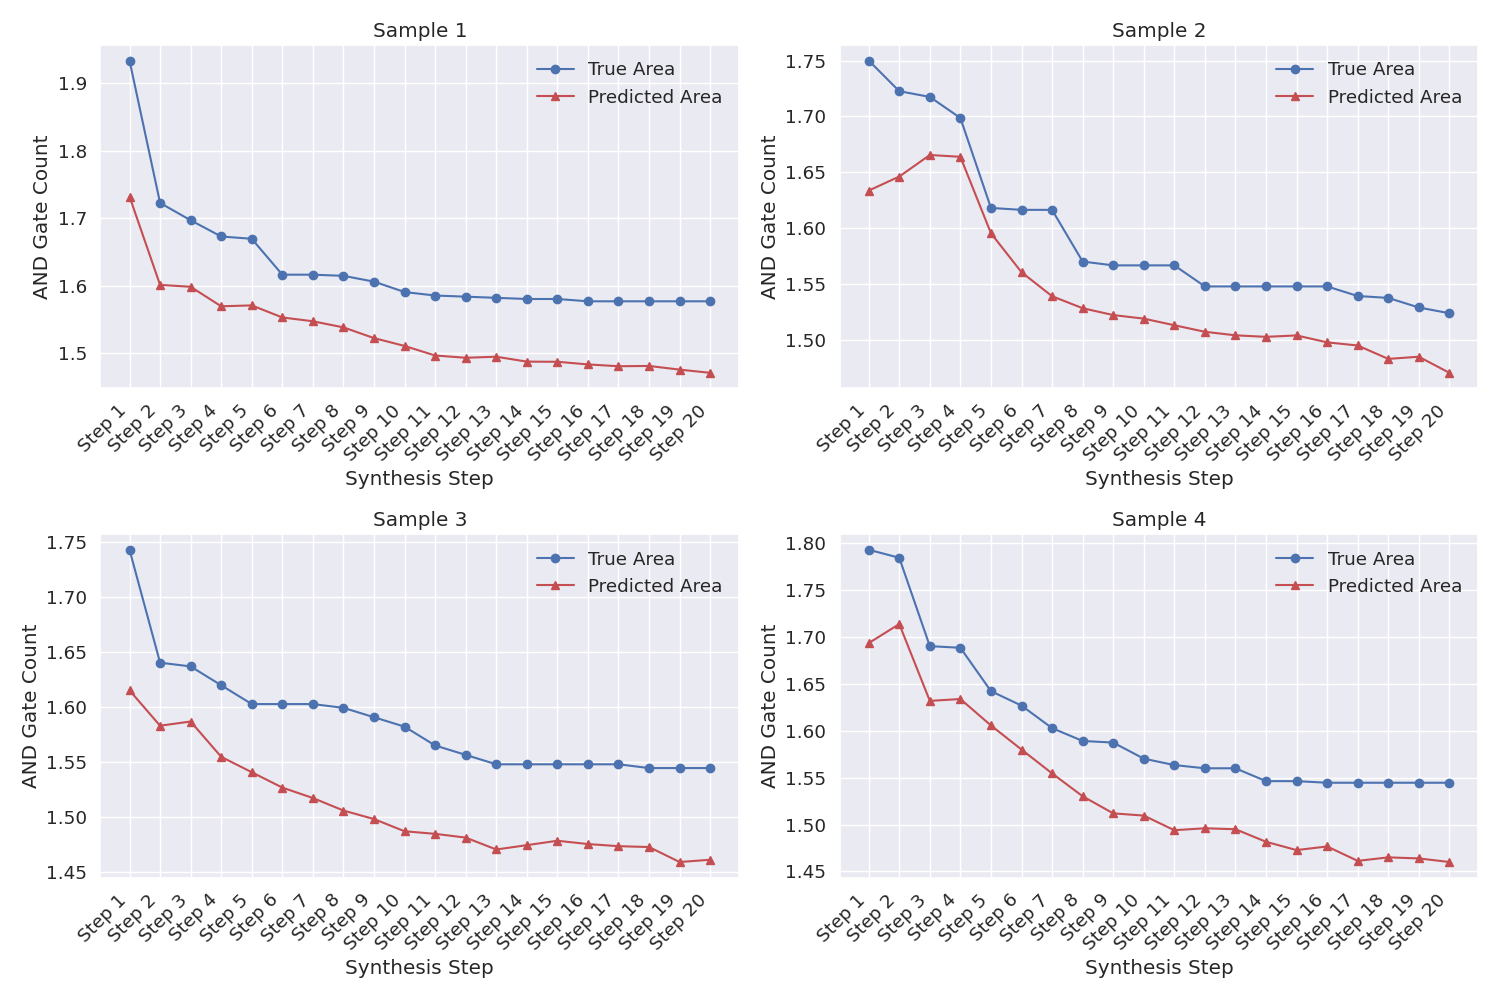 Sample 1
AND Gate Count
1.9
1.8
1.7
1.6
1.5
True Area
Predicted Area
Step 1
Step 2
Step 3
Step 4
Step 5
Step 6
Step 7
Step 8
Step 9
Step 10
Step 11
Step 12
Step 13
Step 14
Step 15
Step 16
Step 17
Step 18
Step 19
Step 20
Synthesis Step
Sample 2
AND Gate Count
1.75
1.70
1.65
1.60
1.55
1.50
True Area
Predicted Area
Step 1
Step 2
Step 3
Step 4
Step 5
Step 6
Step 7
Step 8
Step 9
Step 10
Step 11
Step 12
Step 13
Step 14
Step 15
Step 16
Step 17
Step 18
Step 19
Step 20
Synthesis Step
Sample 3
AND Gate Count
1.75
1.70
1.65
1.60
1.55
1.50
1.45
True Area
Predicted Area
Step 1
Step 2
Step 3
Step 4
Step 5
Step 6
Step 7
Step 8
Step 9
Step 10
Step 11
Step 12
Step 13
Step 14
Step 15
Step 16
Step 17
Step 18
Step 19
Step 20
Synthesis Step
Sample 4
AND Gate Count
1.80
1.75
1.70
1.65
1.60
1.55
1.50
1.45
True Area
Predicted Area
Step 1
Step 2
Step 3
Step 4
Step 5
Step 6
Step 7
Step 8
Step 9
Step 10
Step 11
Step 12
Step 13
Step 14
Step 15
Step 16
Step 17
Step 18
Step 19
Step 20
Synthesis Step